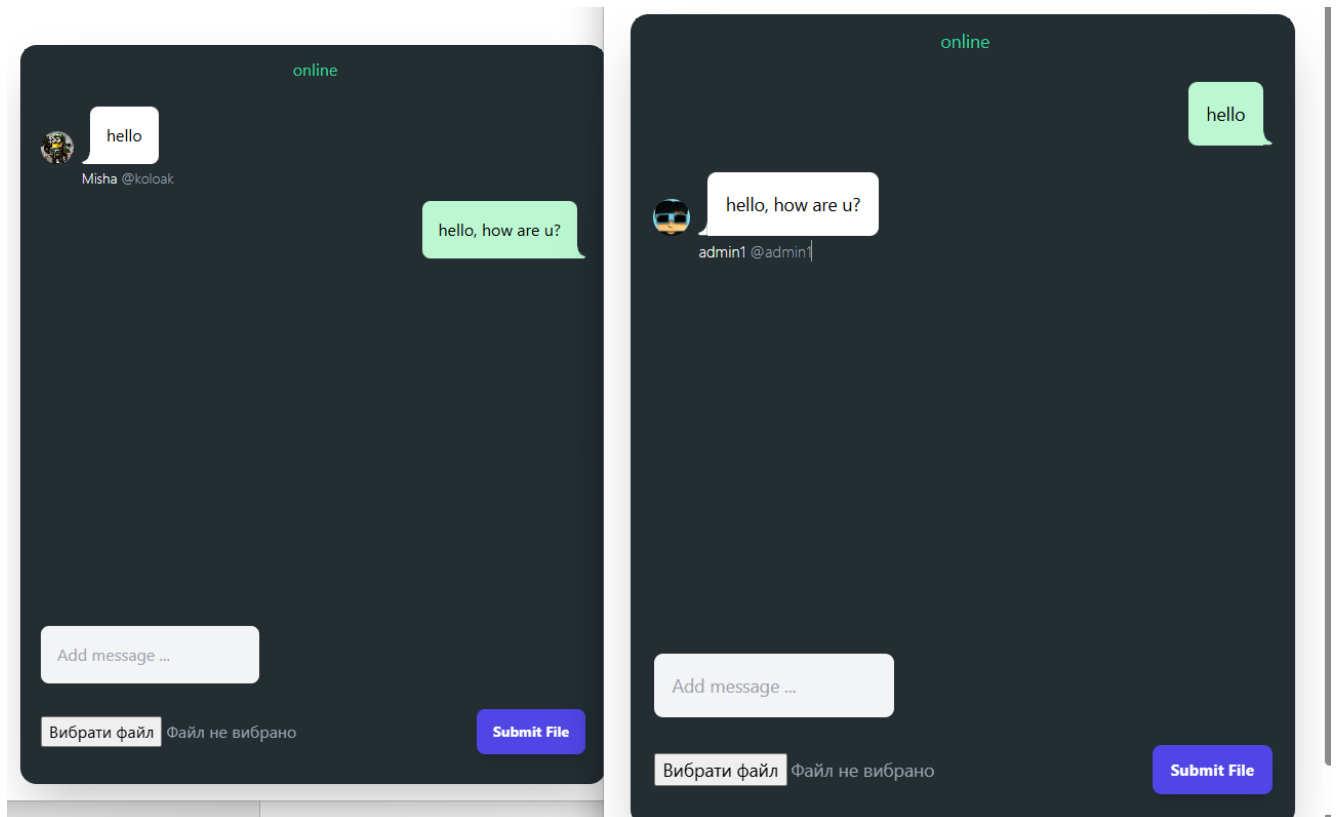 online
hello
Misha @koloak
hello, how are u?
Add message ...
Вибрати файл Файл не вибрано
Submit File
online
hello
hello, how are u?
admin1 @admin1
Add message ...
Вибрати файл Файл не вибрано
Submit File